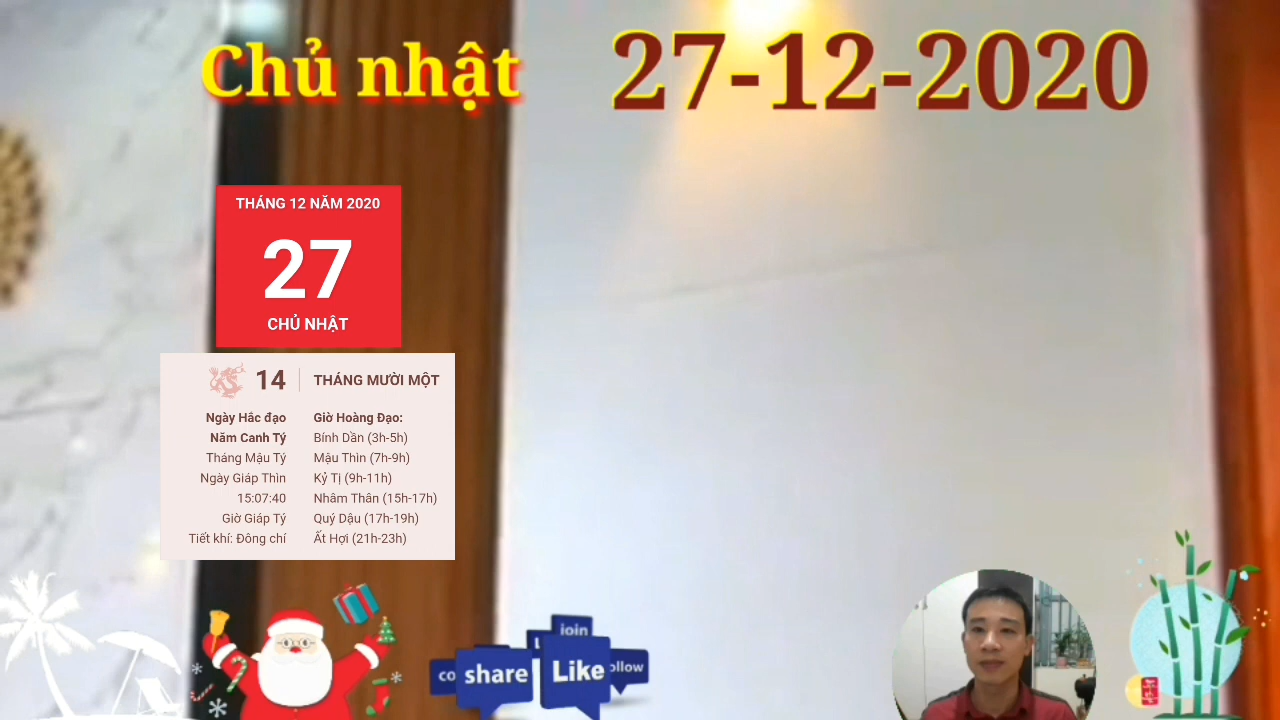 Chủ nhật 27-12-2020
THÁNG 12 NĂM 2020
27
CHỦ NHẬT
14 THÁNG MƯỜI MỘT
Ngày Hắc đạo
Năm Canh Tý
Tháng Mậu Tý
Ngày Giáp Thìn
15:07:40
Giờ Giáp Tý
Tiết khí: Đông chí
Giờ Hoàng Đạo:
Bính Dần (3h-5h)
Mậu Thìn (7h-9h)
Kỷ Tị (9h-11h)
Nhâm Thân (15h-17h)
Quý Dậu (17h-19h)
Ất Hợi (21h-23h)
join
co share Like ollow